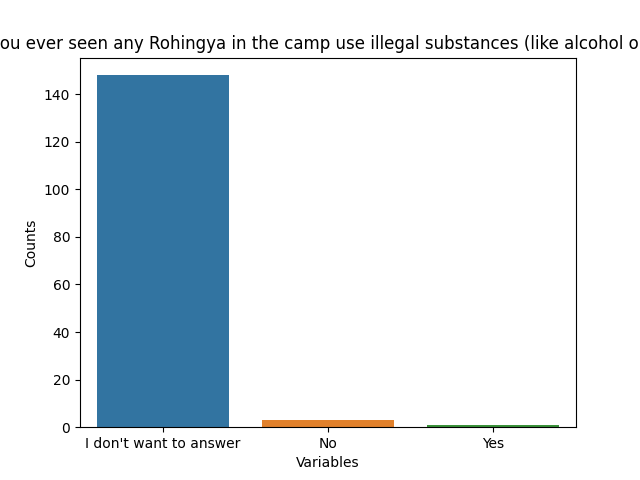 ou ever seen any Rohingya in the camp use illegal substances (like alcohol o
140
120
100
80
60
40
20
0
Counts
I don't want to answer No Yes
Variables